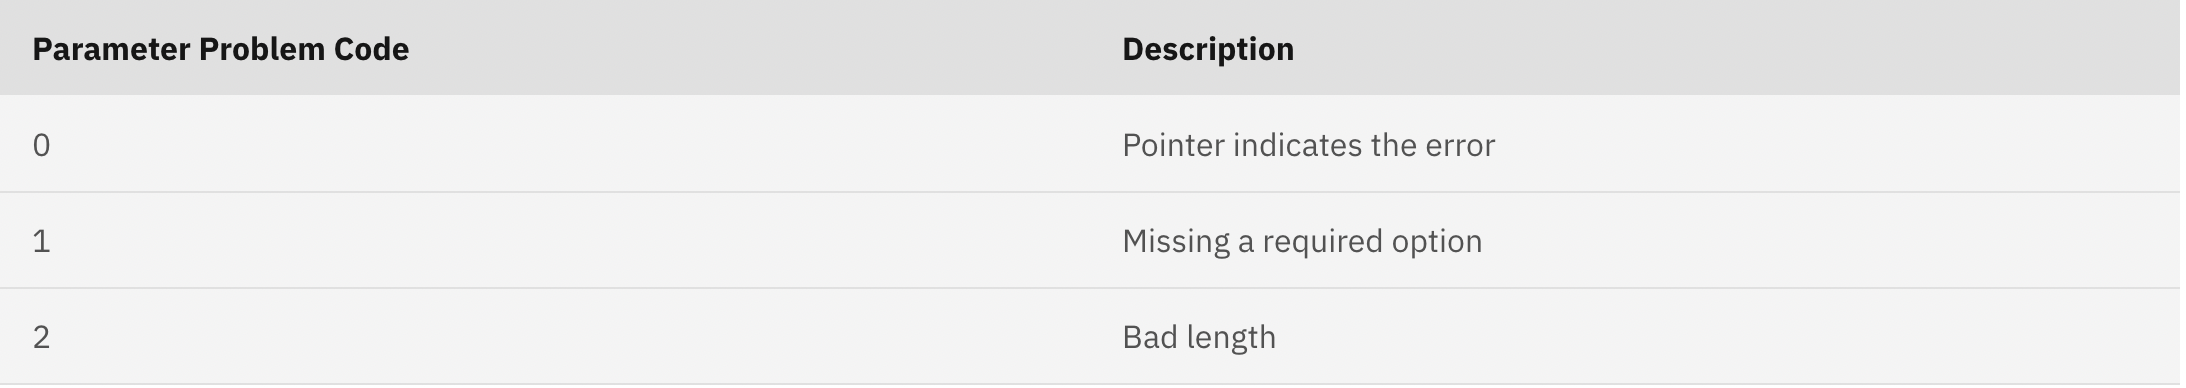 Parameter Problem Code Description
0 Pointer indicates the error
1 Missing a required option
2 Bad length